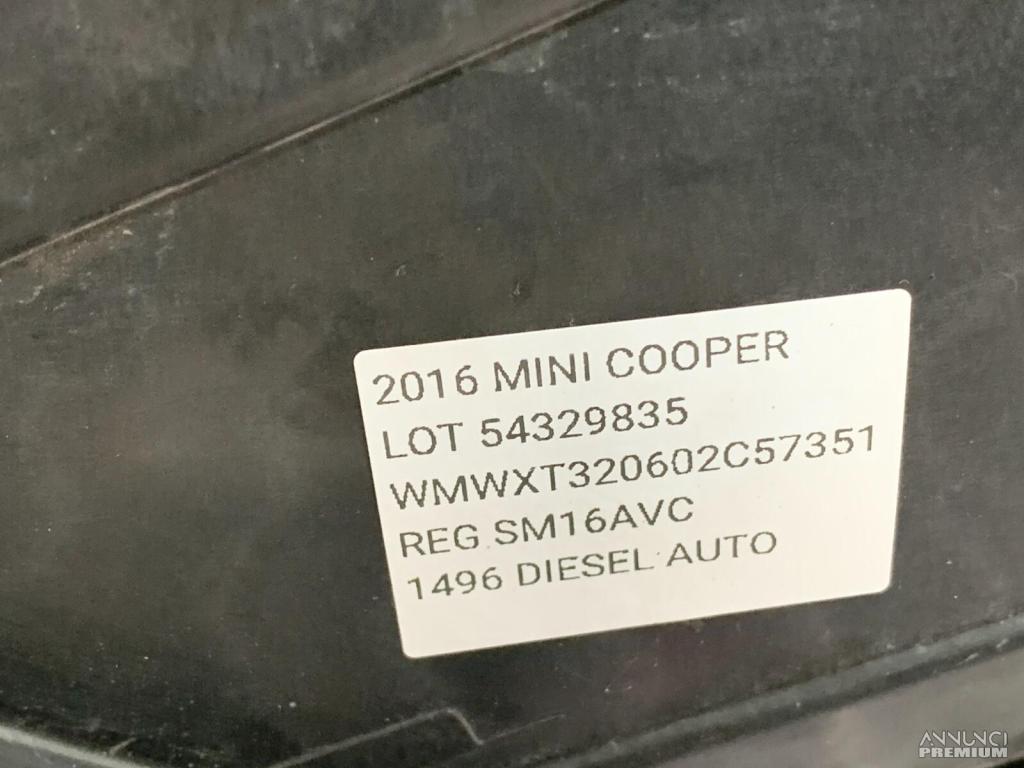 2016 MINI COOPER
LOT 54329835
WMWXT320602C57351
REG SM16AVC
1496 DIESEL AUTO
ANNUNCI
PREMIUM